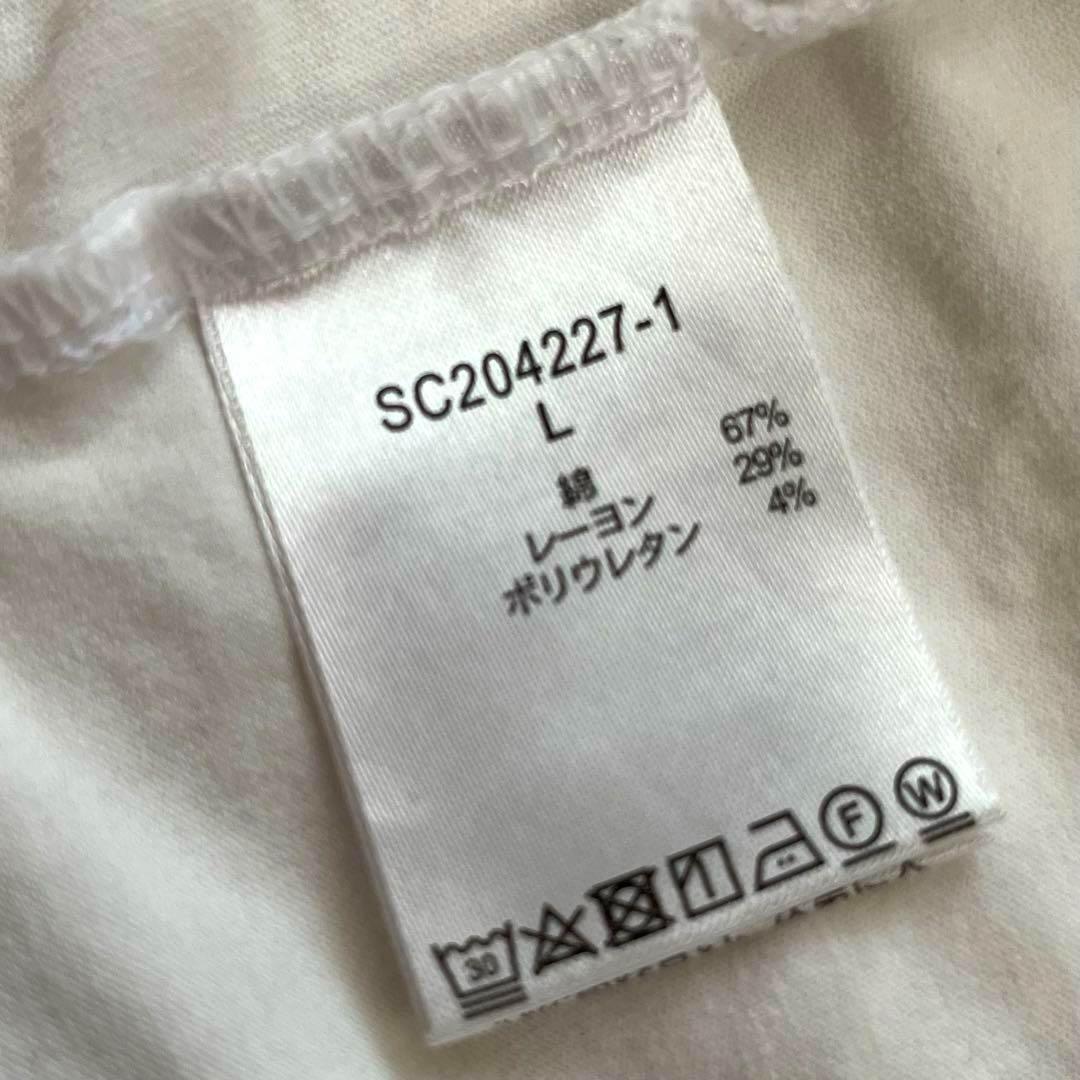 SC204227-1
L
綿 67%
レーヨン 29%
ポリウレタン 4%
30 F W